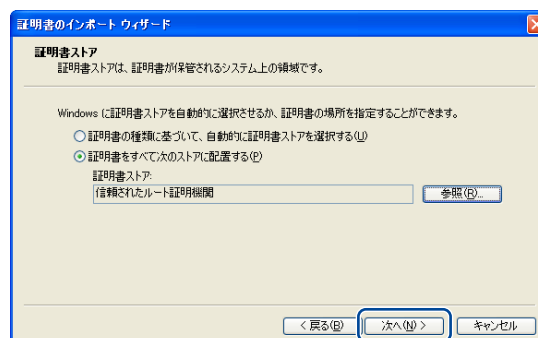 証明書のインポート ウィザード
証明書ストア
証明書ストアは、証明書が保管されるシステム上の領域です。
Windows に証明書ストアを自動的に選択させるか、証明書の場所を指定することができます。
証明書の種類に基づいて、自動的に証明書ストアを選択する(U)
証明書をすべて次のストアに配置する(P)
証明書ストア:
信頼されたルート証明機関
参照(R)...
< 戻る(B)
次へ(N) >
キャンセル